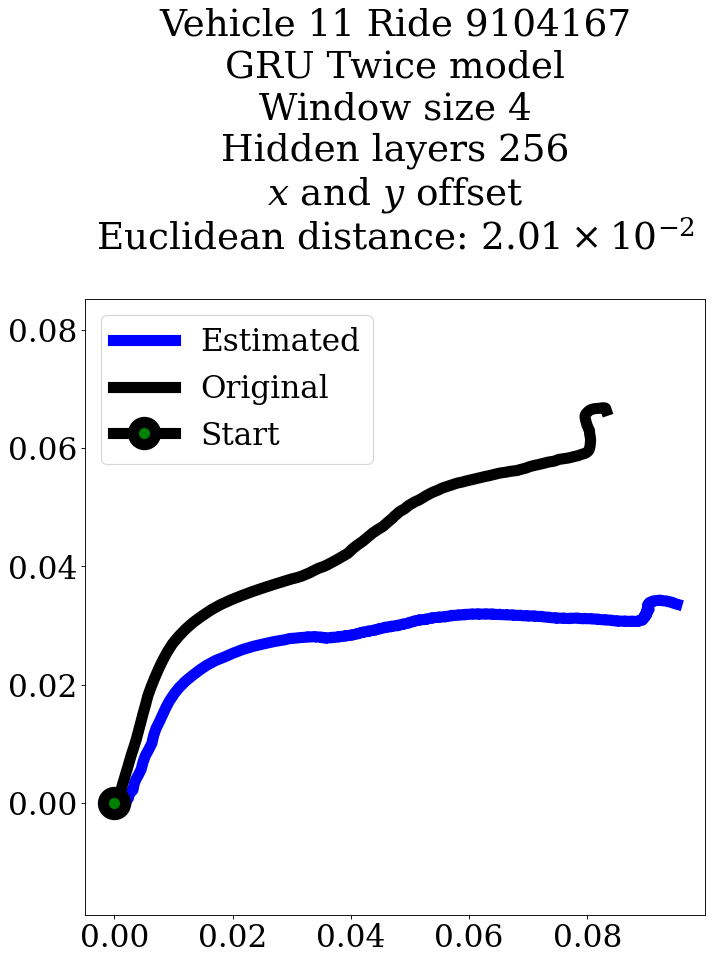 Vehicle 11 Ride 9104167
GRU Twice model
Window size 4
Hidden layers 256
x and y offset
Euclidean distance: 2.01 × 10⁻²
Estimated
Original
Start
0.08
0.06
0.04
0.02
0.00
0.00 0.02 0.04 0.06 0.08